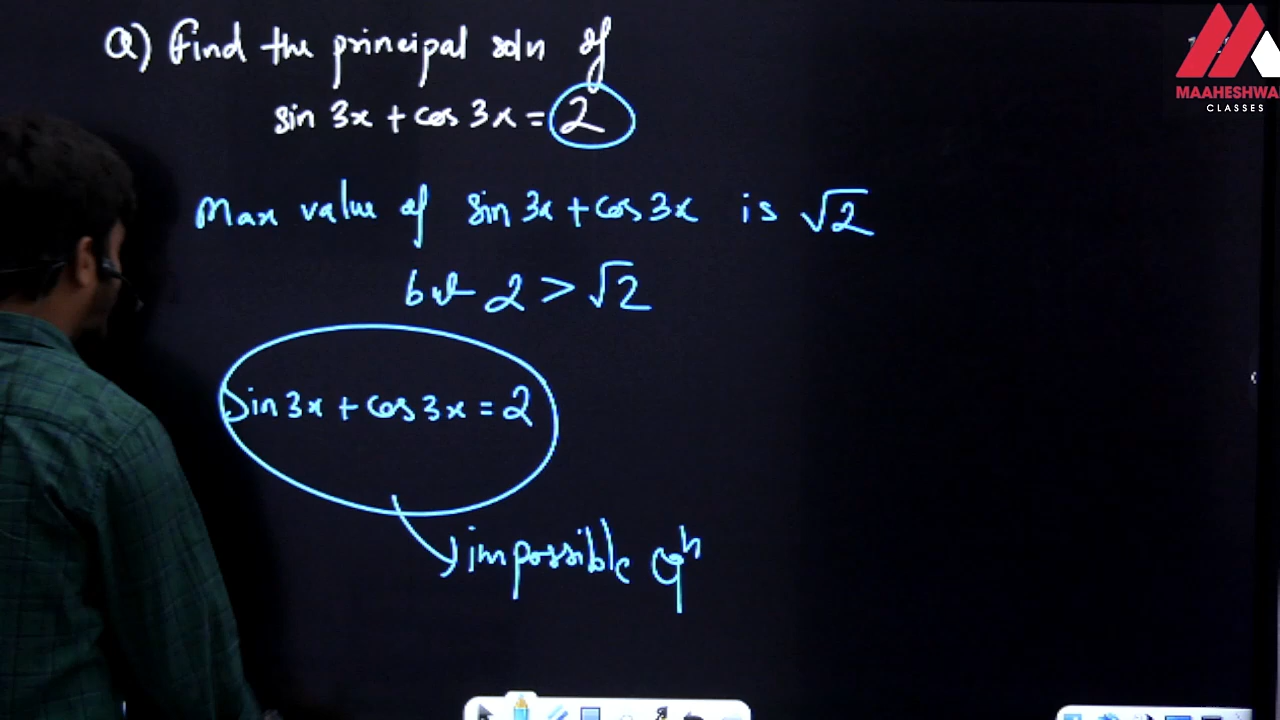 Q) Find the principal soln of
sin 3x + cos 3x = 2
Max value of sin 3x + cos 3x is √2
but 2 > √2
sin 3x + cos 3x = 2
impossible eqn
MAAHESHWA
CLASSES